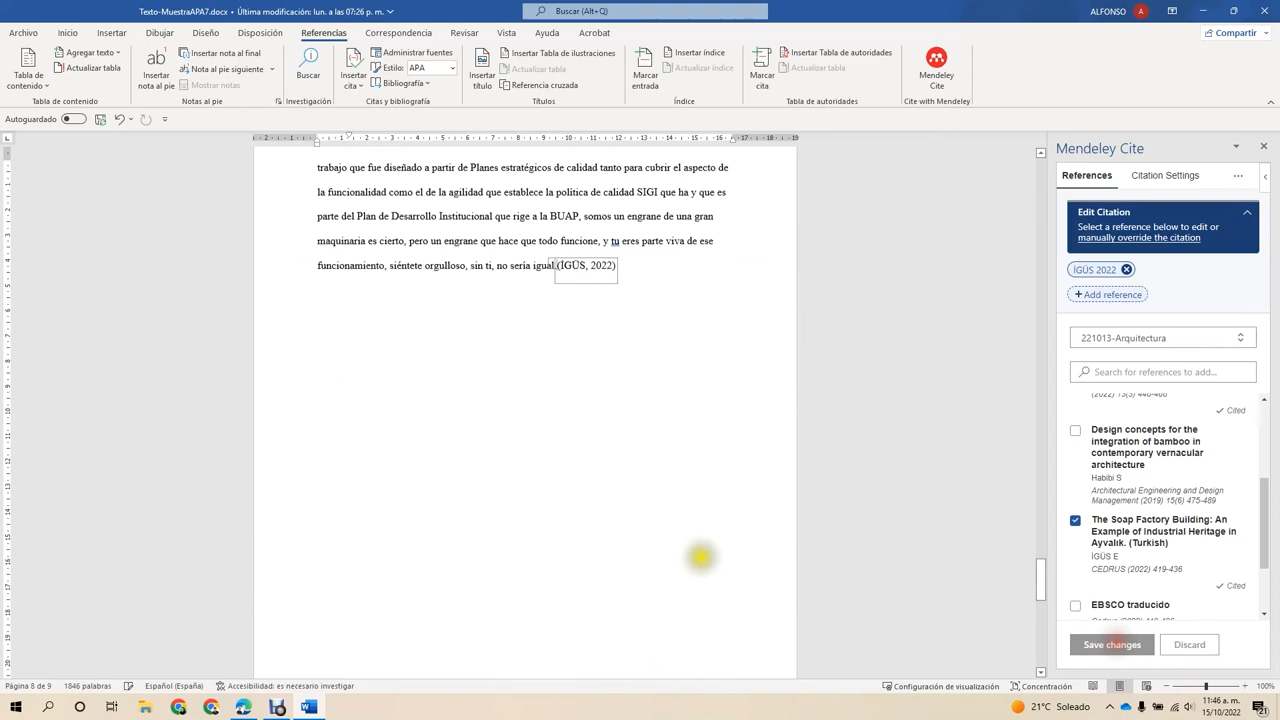 Texto-MuestraAPA7.docx • Última modificación: lun. a las 07:26 p. m.
Buscar (Alt+Q)
ALFONSO A
Archivo Inicio Insertar Dibujar Diseño Disposición Referencias Correspondencia Revisar Vista Ayuda Acrobat
Compartir
Tabla de contenido
Agregar texto
Actualizar tabla
Tabla de contenido
Insertar nota al pie
ab
Insertar nota al final
Nota al pie siguiente
Mostrar notas
Notas al pie
Buscar
Investigación
Insertar cita
Administrar fuentes
Estilo: APA
Bibliografía
Citas y bibliografía
Insertar título
Insertar Tabla de ilustraciones
Actualizar tabla
Referencia cruzada
Títulos
Marcar entrada
Insertar índice
Actualizar índice
Índice
Marcar cita
Insertar Tabla de autoridades
Actualizar tabla
Tabla de autoridades
Mendeley Cite
Cite with Mendeley
Autoguardado
trabajo que fue diseñado a partir de Planes estratégicos de calidad tanto para cubrir el aspecto de
la funcionalidad como el de la agilidad que establece la política de calidad SIGI que ha y que es
parte del Plan de Desarrollo Institucional que rige a la BUAP, somos un engrane de una gran
maquinaria es cierto, pero un engrane que hace que todo funcione, y tu eres parte viva de ese
funcionamiento, siéntete orgulloso, sin ti, no sería igual.(İGÜS, 2022)
Mendeley Cite
References Citation Settings
Edit Citation
Select a reference below to edit or
manually override the citation
İGÜS 2022
+ Add reference
221013-Arquitectura
Search for references to add...
Cited
Design concepts for the
integration of bamboo in
contemporary vernacular
architecture
Habibi S
Architectural Engineering and Design
Management (2019) 15(6) 475-489
The Soap Factory Building: An
Example of Industrial Heritage in
Ayvalık. (Turkish)
İGÜS E
CEDRUS (2022) 419-436
Cited
EBSCO traducido
Save changes Discard
Página 8 de 9 1846 palabras Español (España) Accesibilidad: es necesario investigar
Configuración de visualización Concentración 100%
21°C Soleado
11:46 a. m.
15/10/2022
21